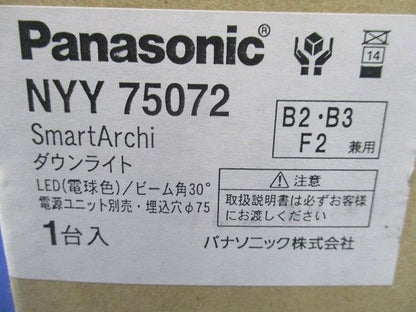 Panasonic®
14
NYY 75072
SmartArchi
ダウンライト
B2・B3
F2 兼用
LED(電球色)/ビーム角30°
電源ユニット別売・埋込穴φ75
1台入
⚠注意
取扱説明書は必ずお客様
にお渡しください
パナソニック株式会社